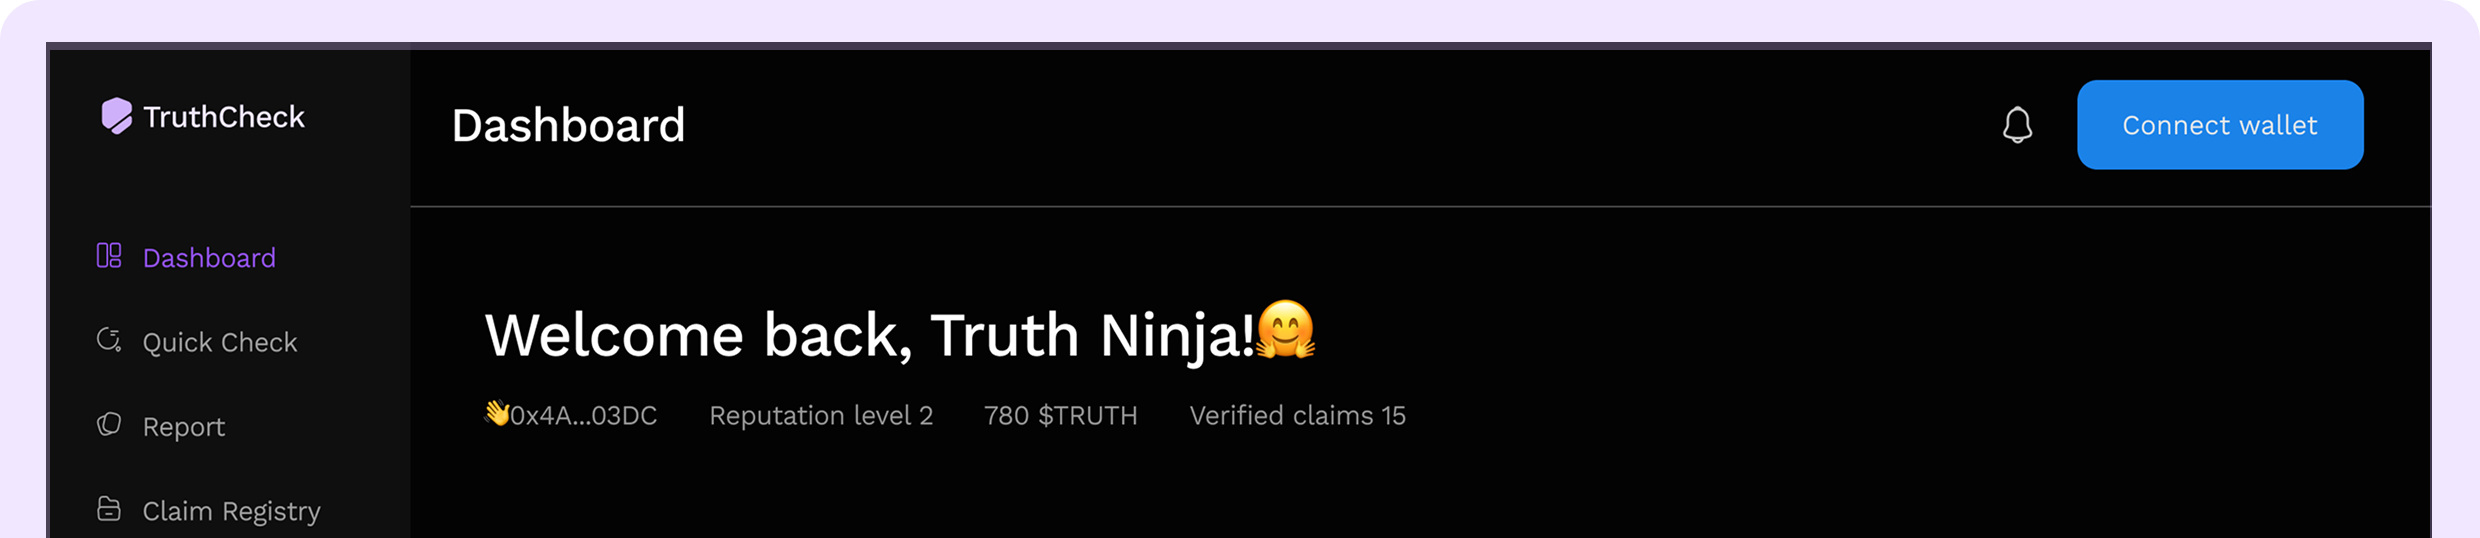 TruthCheck
Dashboard
Quick Check
Report
Claim Registry
Dashboard
Connect wallet
Welcome back, Truth Ninja!🤗
👋0x4A...03DC Reputation level 2 780 $TRUTH Verified claims 15